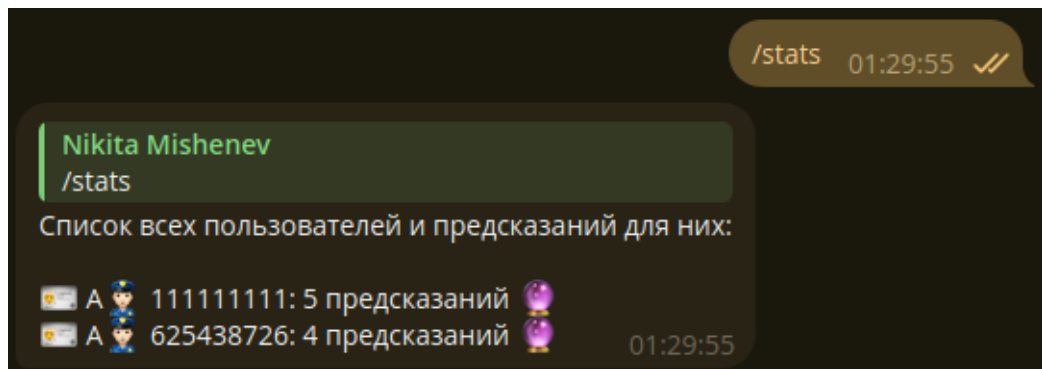 /stats 01:29:55
Nikita Mishenev
/stats
Список всех пользователей и предсказаний для них:
🪪 A👮🏻 111111111: 5 предсказаний 🔮
🪪 A👮🏻 625438726: 4 предсказаний 🔮
01:29:55